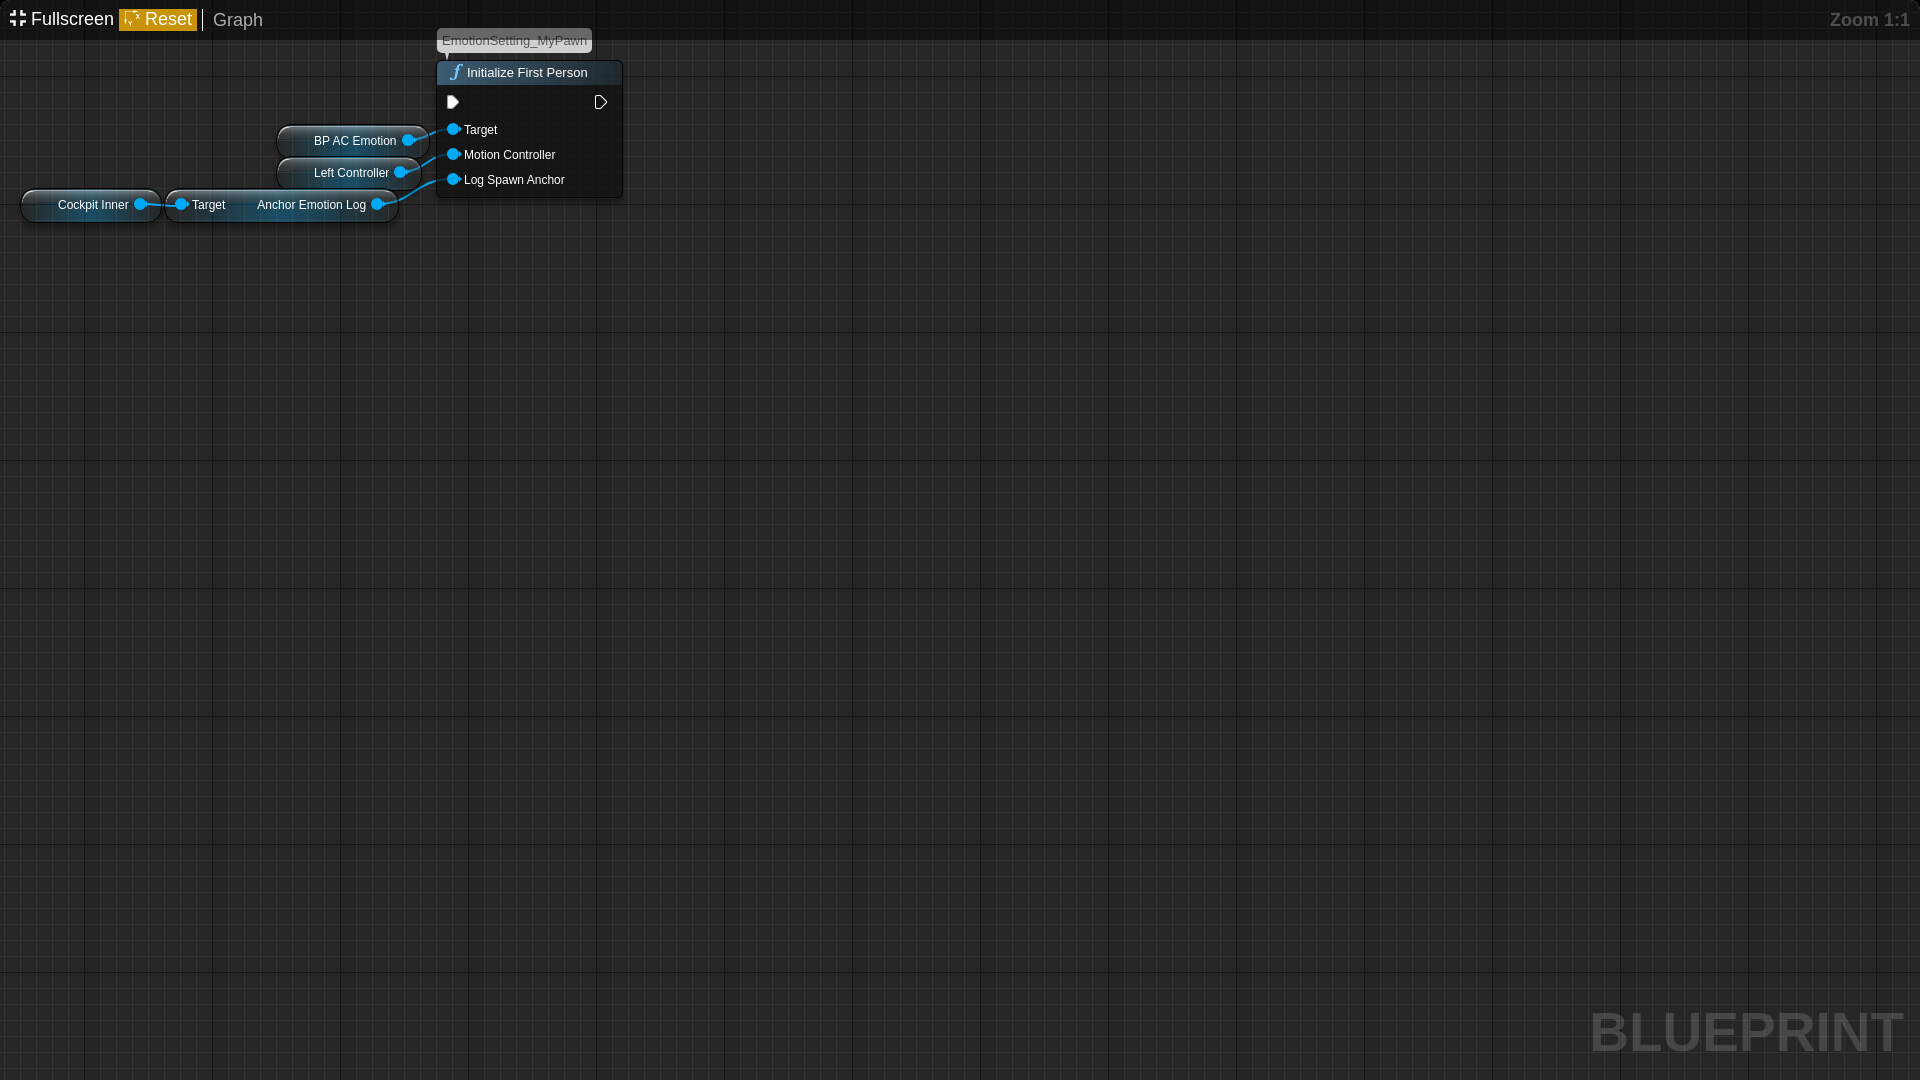 Fullscreen Reset Graph Zoom 1:1
EmotionSetting_MyPawn
Initialize First Person
Target
BP AC Emotion
Motion Controller
Left Controller
Log Spawn Anchor
Cockpit Inner Target Anchor Emotion Log
BLUEPRINT